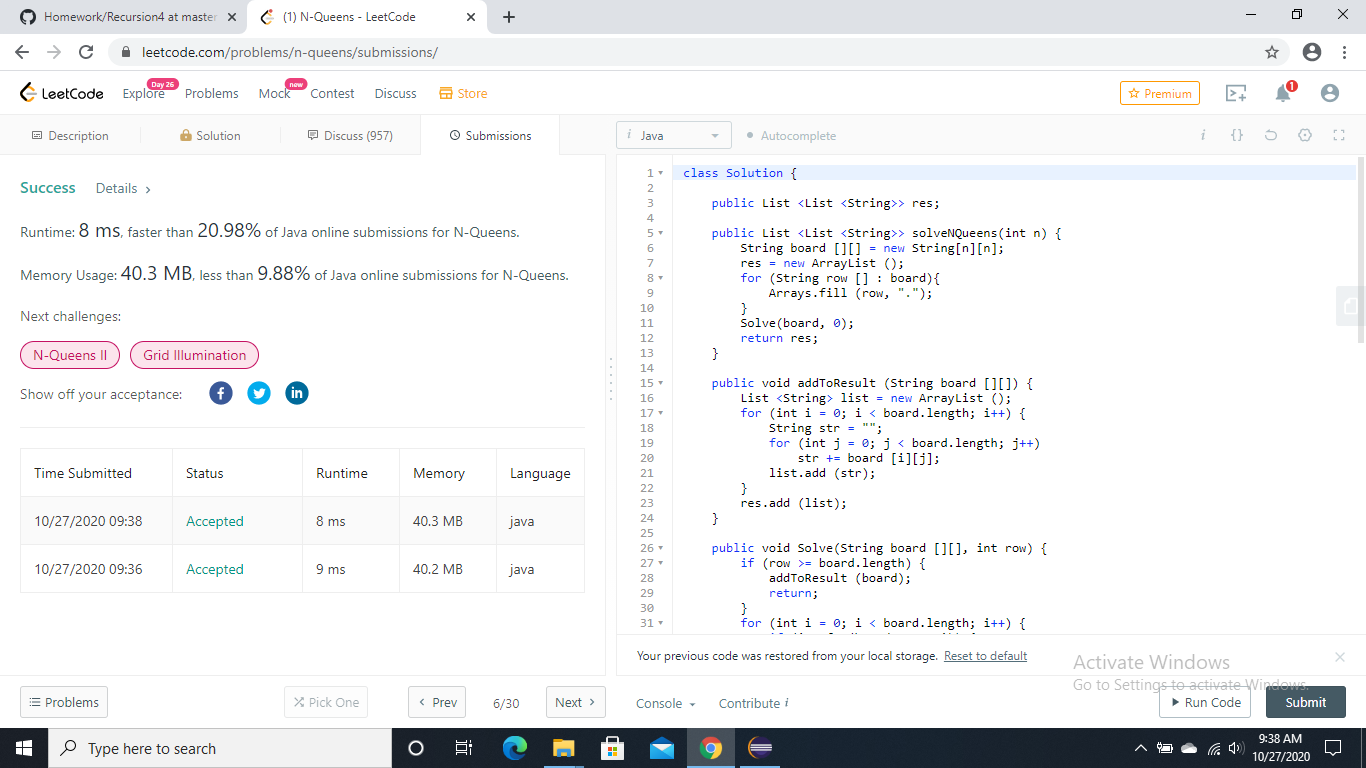 Homework/Recursion4 at master
(1) N-Queens - LeetCode
leetcode.com/problems/n-queens/submissions/
LeetCode
Explore
Day 26
Problems
Mock
new
Contest
Discuss
Store
Premium
1
Description
Solution
Discuss (957)
Submissions
i Java
Autocomplete
i {}
Success
Details
Runtime: 8 ms, faster than 20.98% of Java online submissions for N-Queens.
Memory Usage: 40.3 MB, less than 9.88% of Java online submissions for N-Queens.
Next challenges:
N-Queens II
Grid Illumination
Show off your acceptance:
Time Submitted Status Runtime Memory Language
10/27/2020 09:38 Accepted 8 ms 40.3 MB java
10/27/2020 09:36 Accepted 9 ms 40.2 MB java
1 class Solution {
2
3 public List <List <String>> res;
4
5 public List <List <String>> solveNQueens(int n) {
6 String board [][] = new String[n][n];
7 res = new ArrayList ();
8 for (String row [] : board){
9 Arrays.fill (row, ".");
10 }
11 Solve(board, 0);
12 return res;
13 }
14
15 public void addToResult (String board [][]) {
16 List <String> list = new ArrayList ();
17 for (int i = 0; i < board.length; i++) {
18 String str = "";
19 for (int j = 0; j < board.length; j++)
20 str += board [i][j];
21 list.add (str);
22 }
23 res.add (list);
24 }
25
26 public void Solve(String board [][], int row) {
27 if (row >= board.length) {
28 addToResult (board);
29 return;
30 }
31 for (int i = 0; i < board.length; i++) {
Your previous code was restored from your local storage. Reset to default
Activate Windows
Go to Settings to activate Windows.
Problems
Pick One
Prev
6/30
Next
Console
Contribute i
Run Code
Submit
Type here to search
9:38 AM
10/27/2020